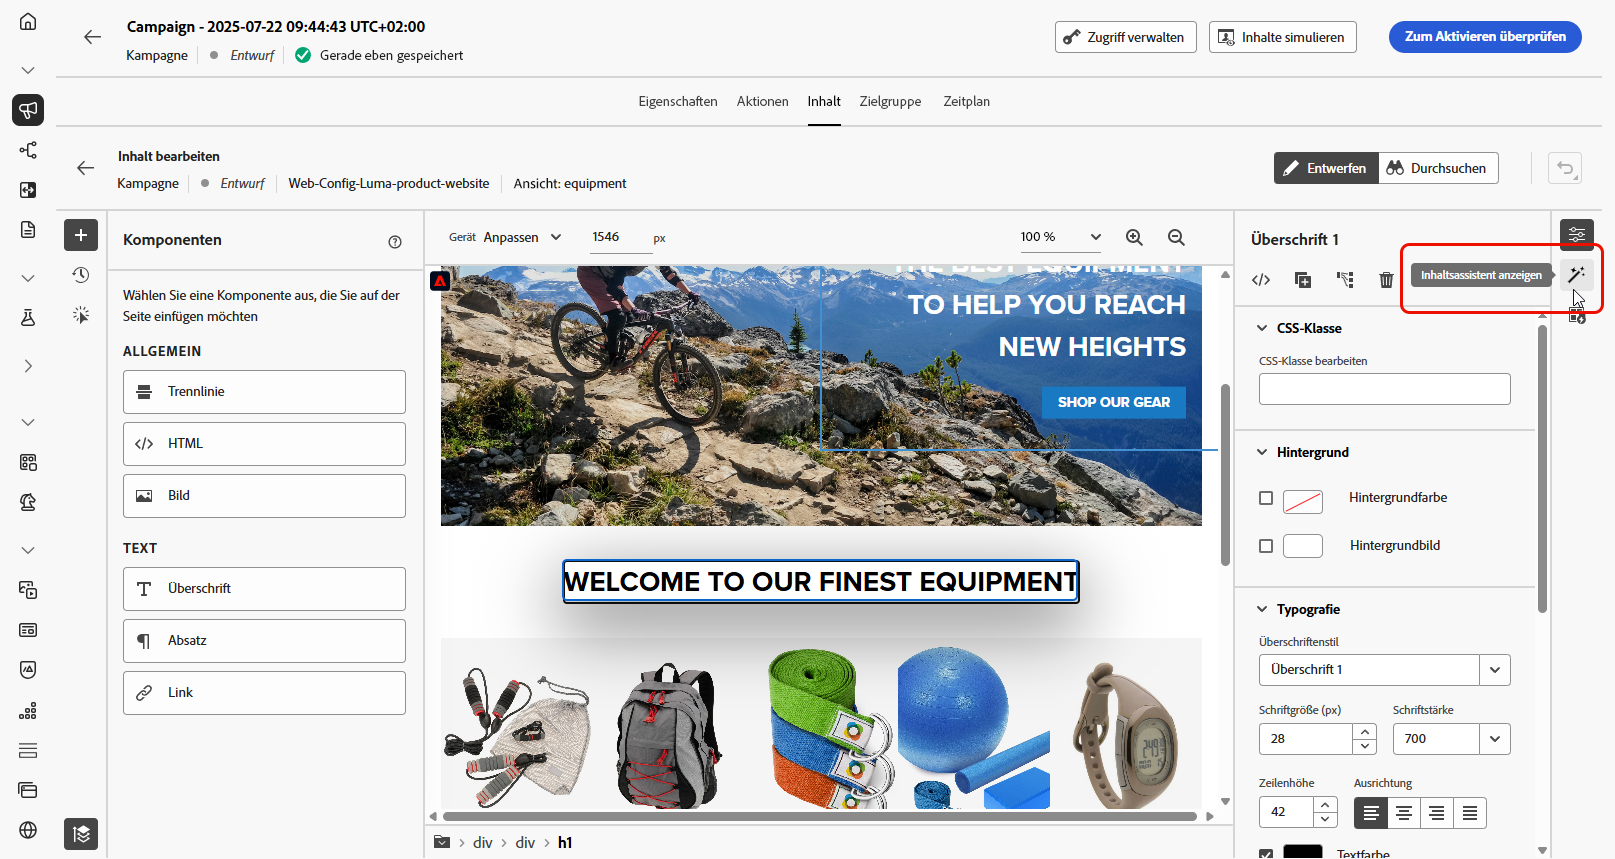 Campaign - 2025-07-22 09:44:43 UTC+02:00
Kampagne
Entwurf
Gerade eben gespeichert
Zugriff verwalten
Inhalte simulieren
Zum Aktivieren überprüfen
Eigenschaften
Aktionen
Inhalt
Zielgruppe
Zeitplan
Inhalt bearbeiten
Kampagne
Entwurf
Web-Config-Luma-product-website
Ansicht: equipment
Entwerfen
Durchsuchen
Komponenten
Wählen Sie eine Komponente aus, die Sie auf der
Seite einfügen möchten
ALLGEMEIN
Trennlinie
HTML
Bild
TEXT
Überschrift
Absatz
Link
Gerät
Anpassen
1546
px
100 %
THE BEST EQUIPMENT
TO HELP YOU REACH
NEW HEIGHTS
SHOP OUR GEAR
WELCOME TO OUR FINEST EQUIPMENT
div
div
h1
Überschrift 1
Inhaltsassistent anzeigen
CSS-Klasse
CSS-Klasse bearbeiten
Hintergrund
Hintergrundfarbe
Hintergrundbild
Typografie
Überschriftenstil
Überschrift 1
Schriftgröße (px)
Schriftstärke
28
700
Zeilenhöhe
Ausrichtung
42
Textfarbe